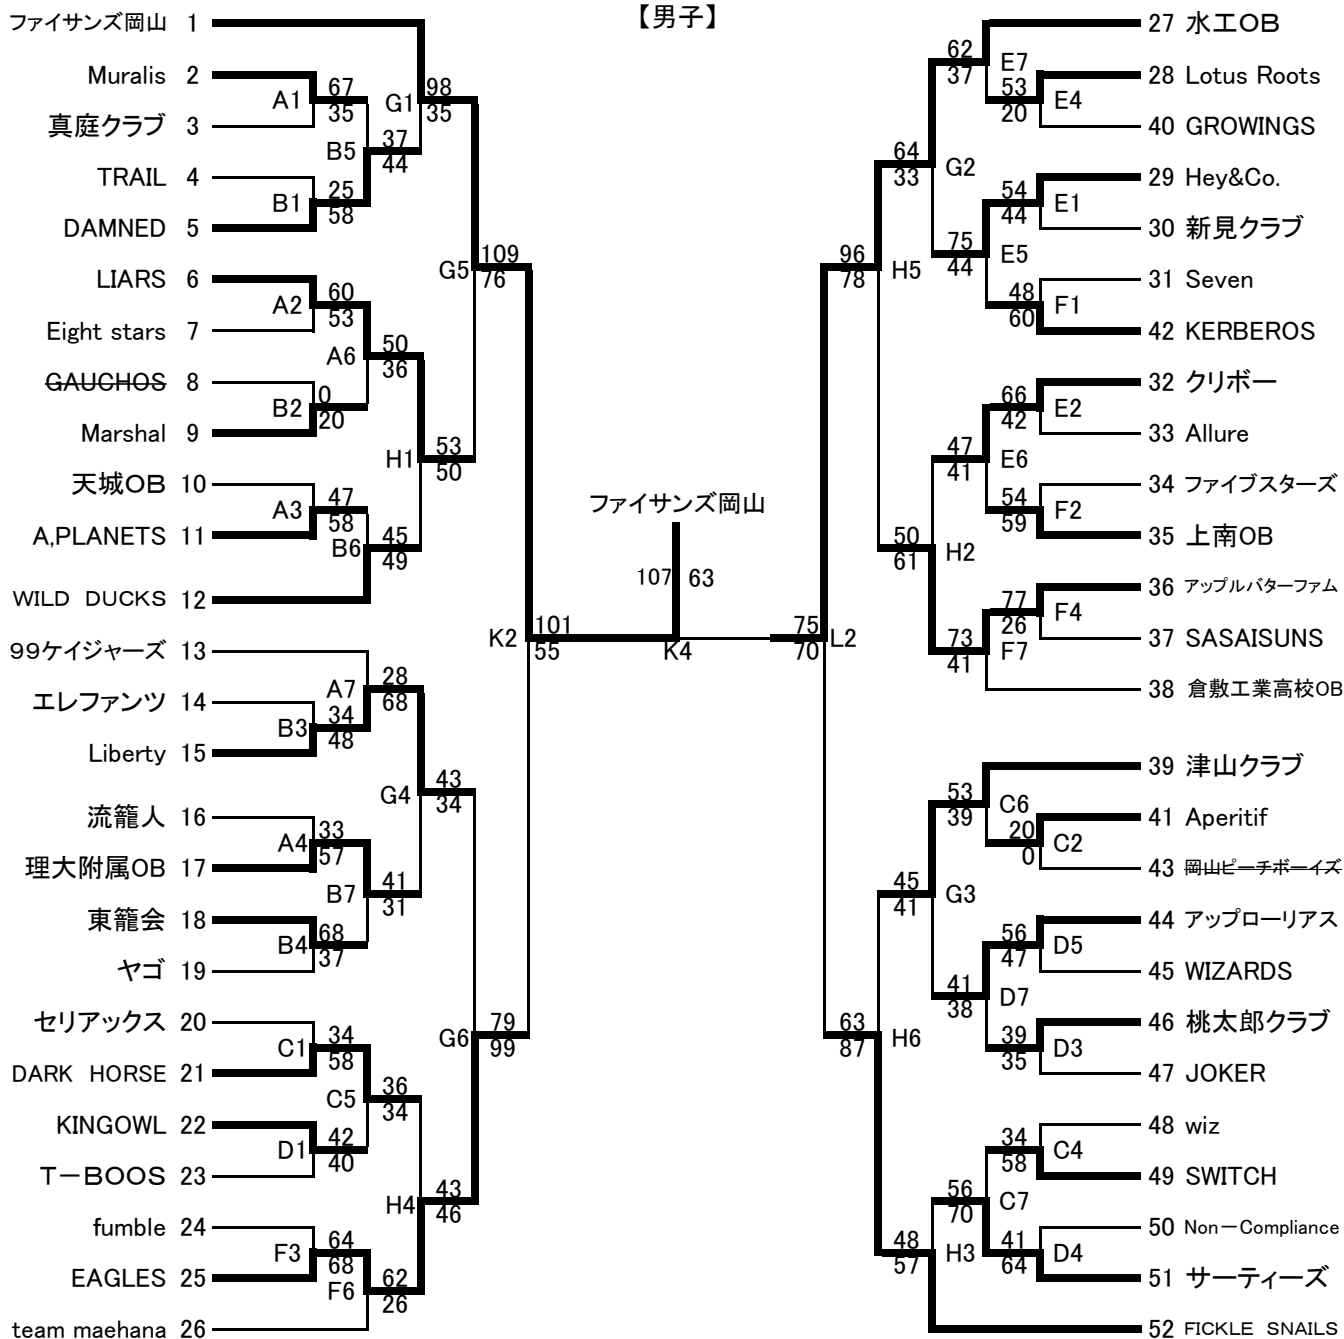 【男子】
ファイサンズ岡山 1
Muralis 2
真庭クラブ 3
TRAIL 4
DAMNED 5
LIARS 6
Eight stars 7
GAUCHOS 8
Marshal 9
天城OB 10
A,PLANETS 11
WILD DUCKS 12
99ケイジャーズ 13
エレファンツ 14
Liberty 15
流籠人 16
理大附属OB 17
東籠会 18
ヤゴ 19
セリアックス 20
DARK HORSE 21
KINGOWL 22
T－BOOS 23
fumble 24
EAGLES 25
team maehana 26
A1 67 35
B1 25 58
B5 37 44
G1 98 35
A2 60 53
B2 0 20
A6 50 36
A3 47 58
B6 45 49
H1 53 50
G5 109 76
B3 34 48
A7 28 68
A4 33 57
B4 68 37
B7 41 31
G4 43 34
C1 34 58
D1 42 40
C5 36 34
F3 64 68
F6 62 26
H4 43 46
G6 79 99
K2 101 55
ファイサンズ岡山
107 63
K4
75 70 L2
96 78 H5
64 33 G2
62 37 E7
53 20 E4
75 44 E5
54 44 E1
48 60 F1
50 61 H2
47 41 E6
66 42 E2
54 59 F2
73 41 F7
77 26 F4
63 87 H6
45 41 G3
53 39 C6
20 0 C2
41 38 D7
56 47 D5
39 35 D3
48 57 H3
56 70 C7
34 58 C4
41 64 D4
27 水工OB
28 Lotus Roots
40 GROWINGS
29 Hey&Co.
30 新見クラブ
31 Seven
42 KERBEROS
32 クリボー
33 Allure
34 ファイブスターズ
35 上南OB
36 アップルバターファム
37 SASAISUNS
38 倉敷工業高校OB
39 津山クラブ
41 Aperitif
43 岡山ピーチボーイズ
44 アップローリアス
45 WIZARDS
46 桃太郎クラブ
47 JOKER
48 wiz
49 SWITCH
50 Non－Compliance
51 サーティーズ
52 FICKLE SNAILS